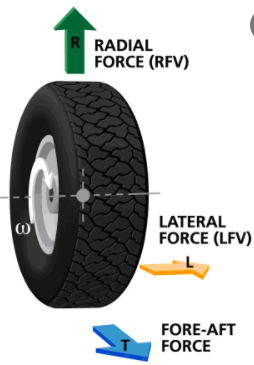 R
RADIAL
FORCE (RFV)
ω
LATERAL
FORCE (LFV)
L
FORE-AFT
FORCE
T